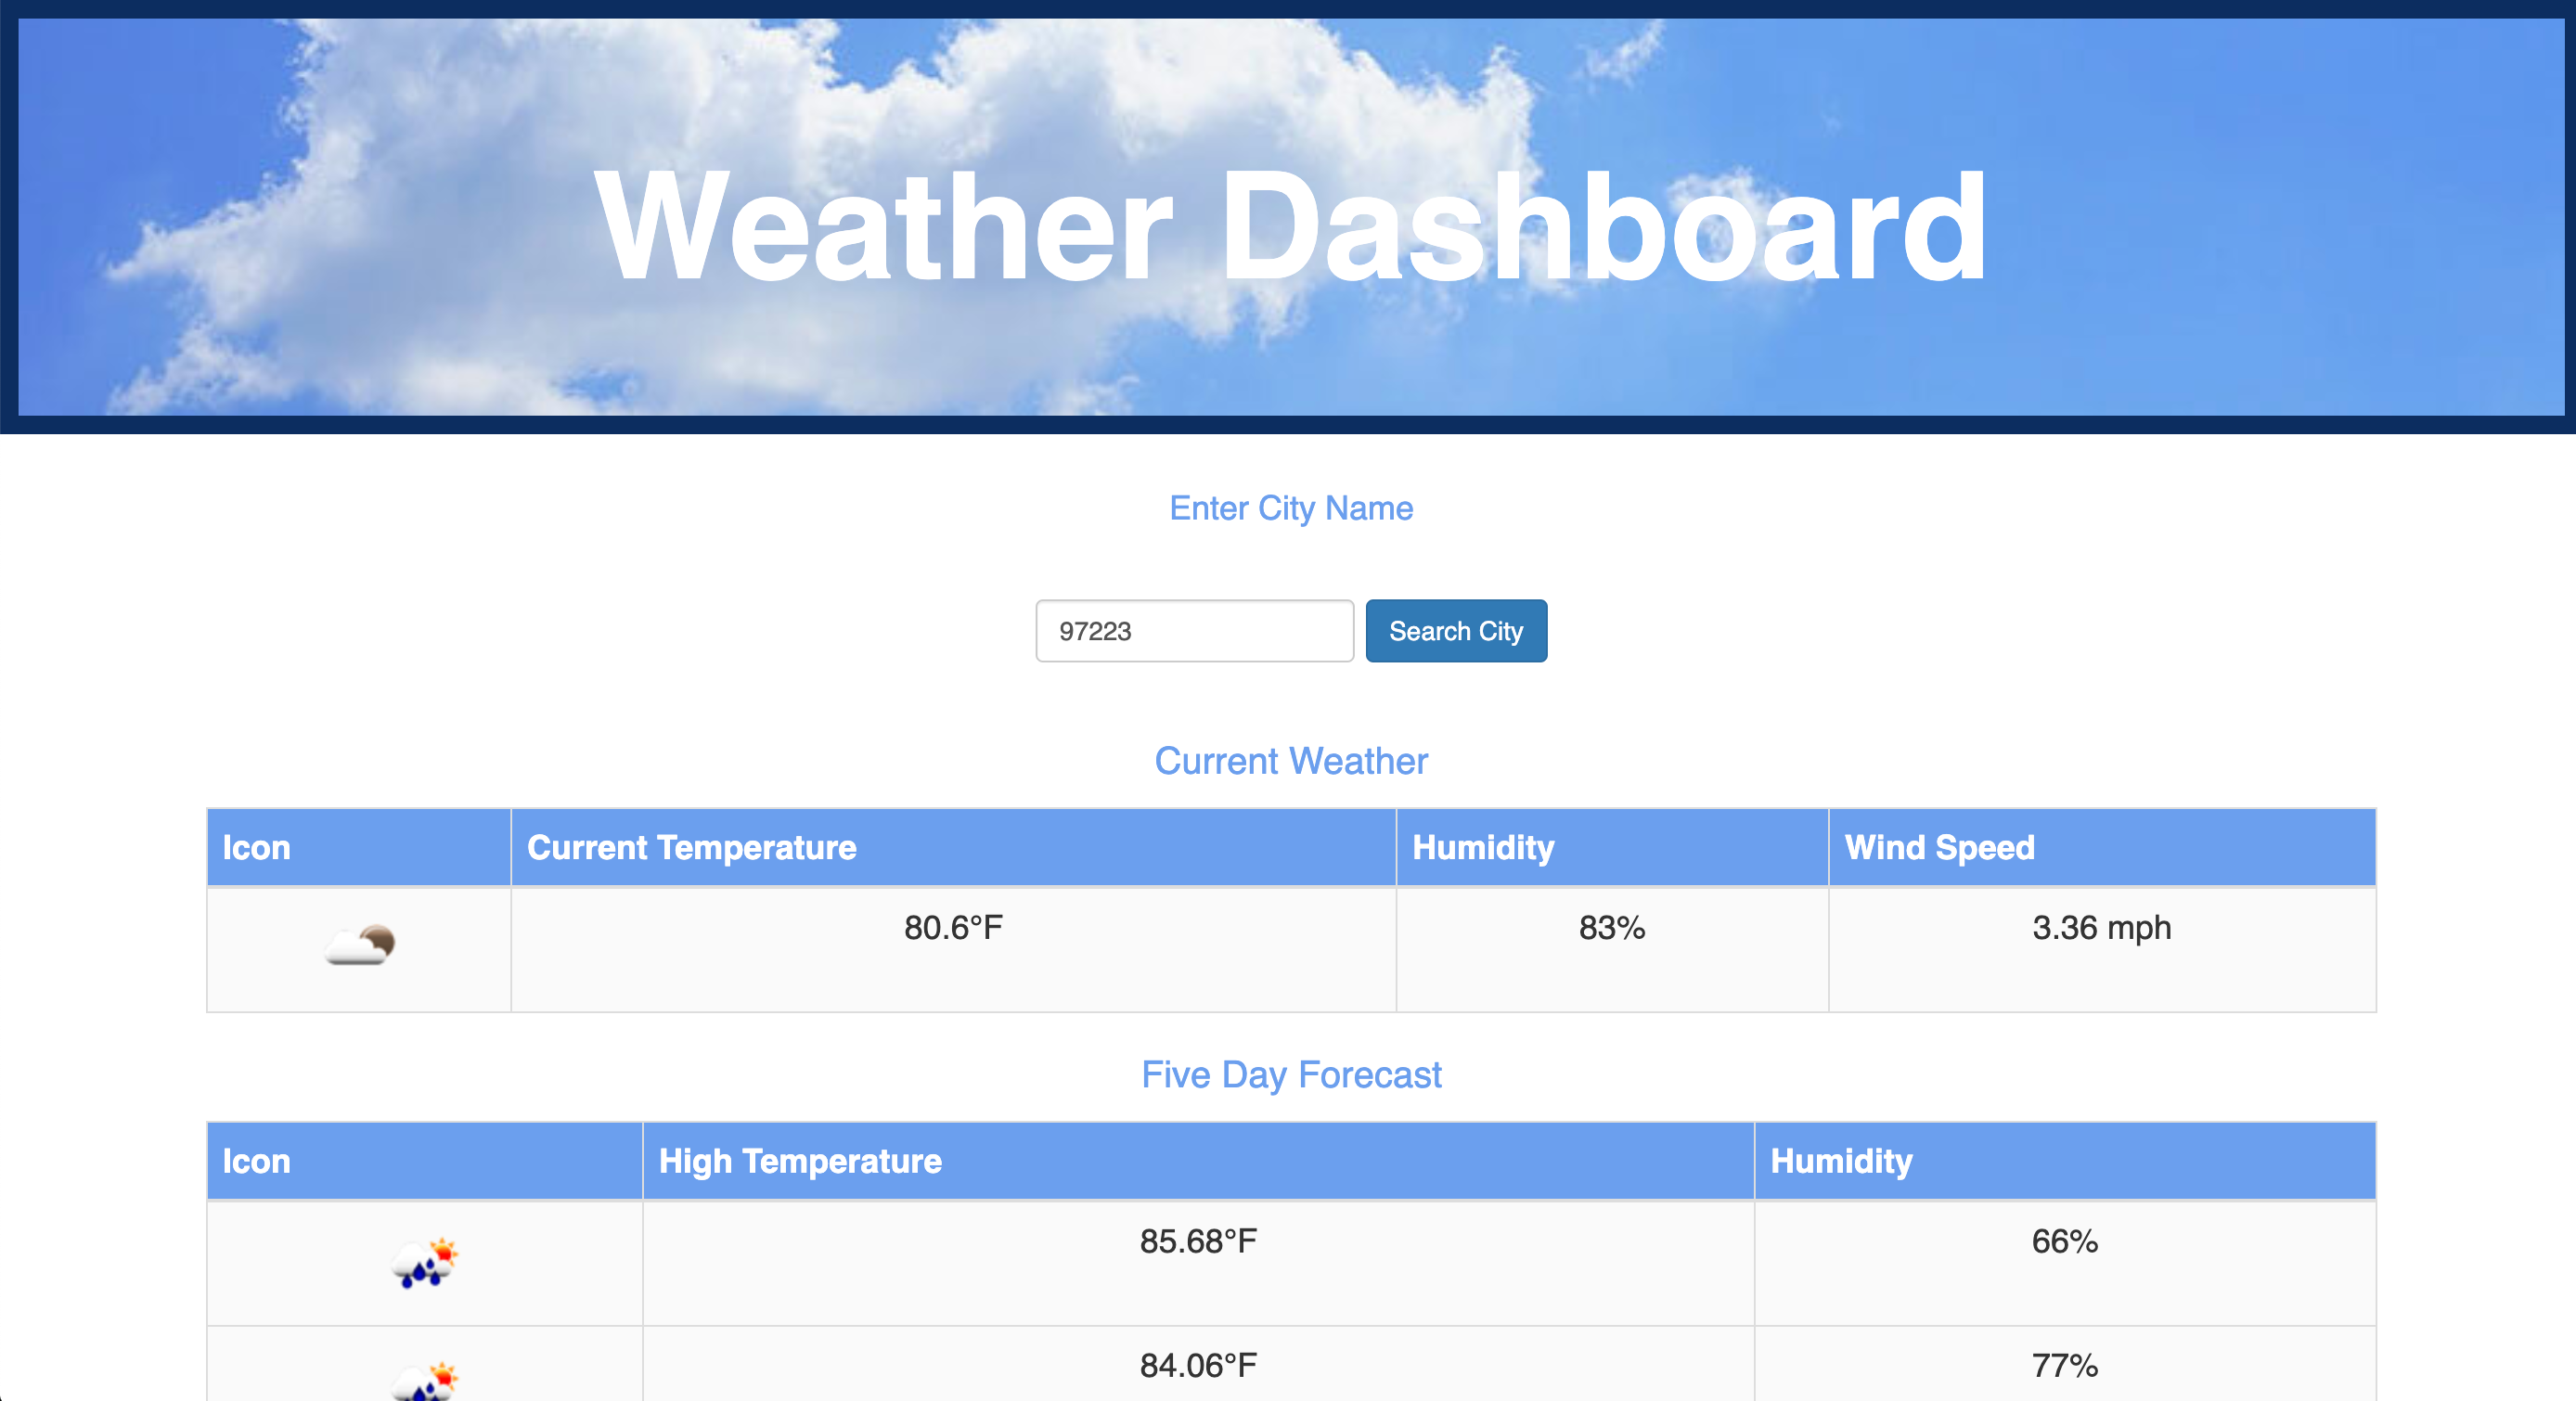 Weather Dashboard
Enter City Name
97223 Search City
Current Weather
Icon Current Temperature Humidity Wind Speed
80.6°F 83% 3.36 mph
Five Day Forecast
Icon High Temperature Humidity
85.68°F 66%
84.06°F 77%